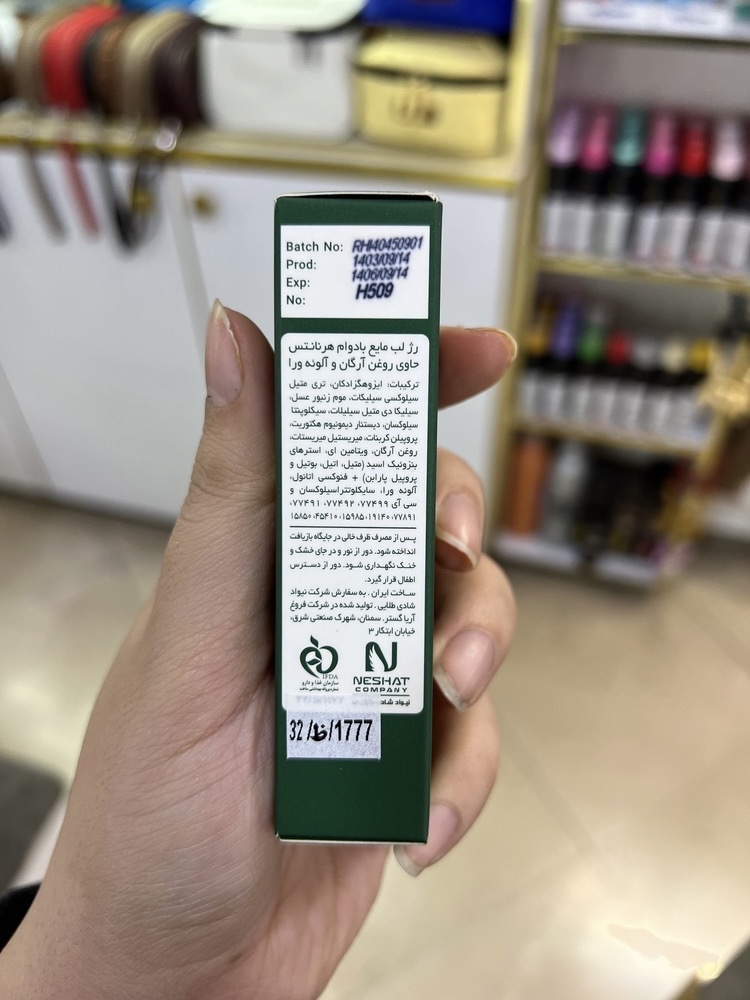 Batch No: RHI40450901
Prod: 1403/09/14
Exp: 1406/09/14
No: H509
رژ لب مایع بادوام هرنانتس
حاوی روغن آرگان و آلوئه ورا
ترکیبات: ایزوهگزادکان، تری متیل
سیلوکسی سیلیکات، موم زنبور عسل،
سیلیکا دی متیل سیلیلات، سیکلوپنتا
سیلوکسان، دیستنار دیمونیوم هکتوریت،
پروپیلن کربنات، میریستیل میریستات،
روغن آرگان، ویتامین ای، استرهای
بنزوئیک اسید (متیل، اتیل، بوتیل و
پروپیل پارابن) + فنوکسی اتانول،
آلوئه ورا، سایکلوتتراسیلوکسان و
سی آی ۷۷۴۹۹، ۷۷۴۹۲، ۷۷۴۹۱،
۷۷۸۹۱، ۱۹۱۴۰، ۱۵۹۸۵، ۴۵۴۱۰، ۱۵۸۵۰
پس از مصرف ظرف خالی در جایگاه بازیافت
انداخته شود. دور از نور و در جای خشک و
خنک نگهداری شود. دور از دسترس
اطفال قرار گیرد.
ساخت ایران . به سفارش شرکت نیواد
شادی طلایی . تولید شده در شرکت فروغ
آریا گستر. سمنان، شهرک صنعتی شرق،
خیابان ابتکار ۳
IFDA
سازمان غذا و دارو
NESHAT
COMPANY
نیواد شاد
32/ظ/1777